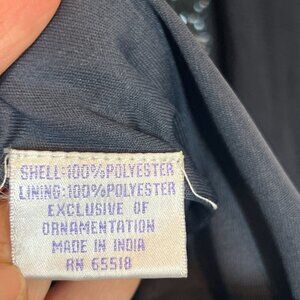 SHELL:100%POLYESTER
LINING:100%POLYESTER
EXCLUSIVE OF
ORNAMENTATION
MADE IN INDIA
RN 65518